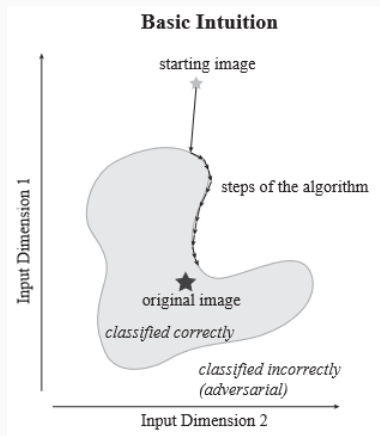 Basic Intuition
starting image
steps of the algorithm
original image
classified correctly
classified incorrectly
(adversarial)
Input Dimension 1
Input Dimension 2